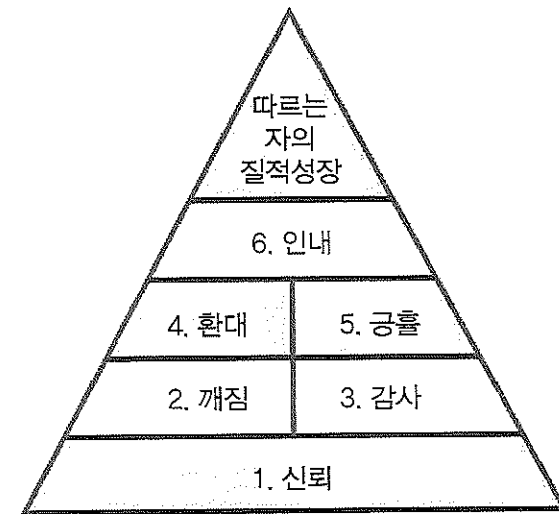 따르는
자의
질적성장
6. 인내
4. 환대
5. 긍휼
2. 깨짐
3. 감사
1. 신뢰